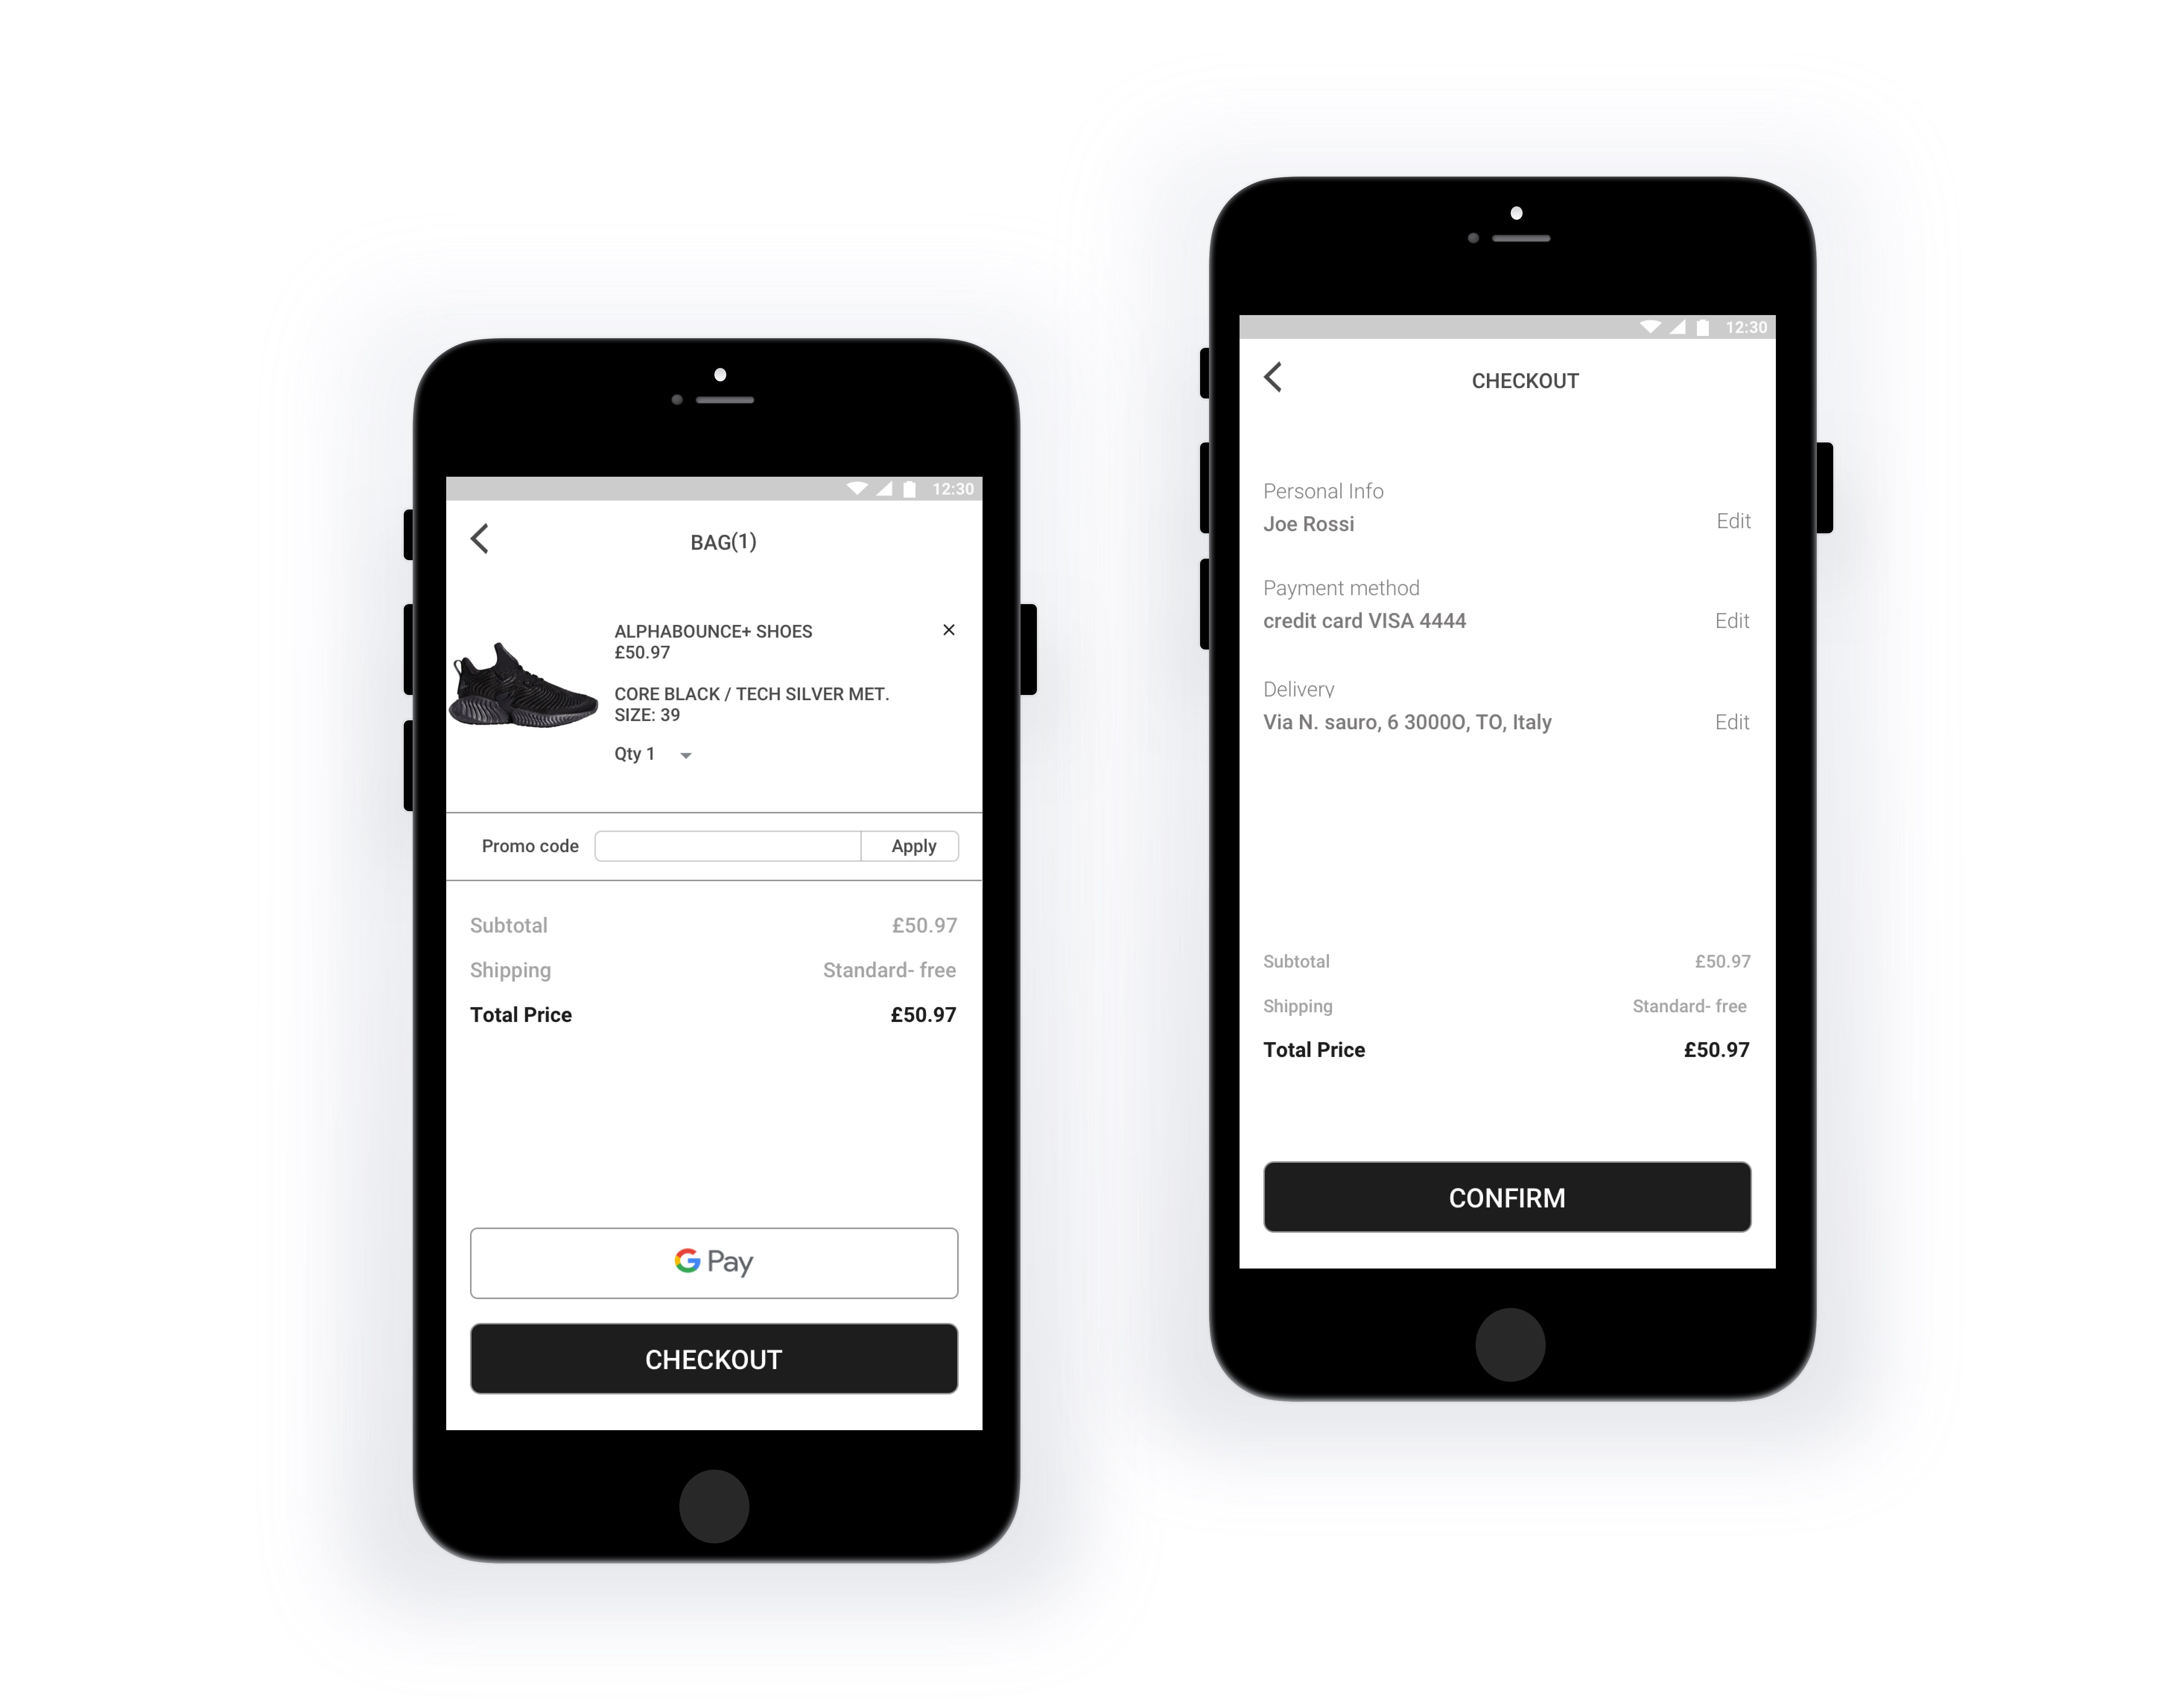 12:30
BAG(1)
ALPHABOUNCE+ SHOES
£50.97
CORE BLACK / TECH SILVER MET.
SIZE: 39
Qty 1
Promo code Apply
Subtotal £50.97
Shipping Standard- free
Total Price £50.97
G Pay
CHECKOUT
12:30
CHECKOUT
Personal Info
Joe Rossi Edit
Payment method
credit card VISA 4444 Edit
Delivery
Via N. sauro, 6 3000O, TO, Italy Edit
Subtotal £50.97
Shipping Standard- free
Total Price £50.97
CONFIRM